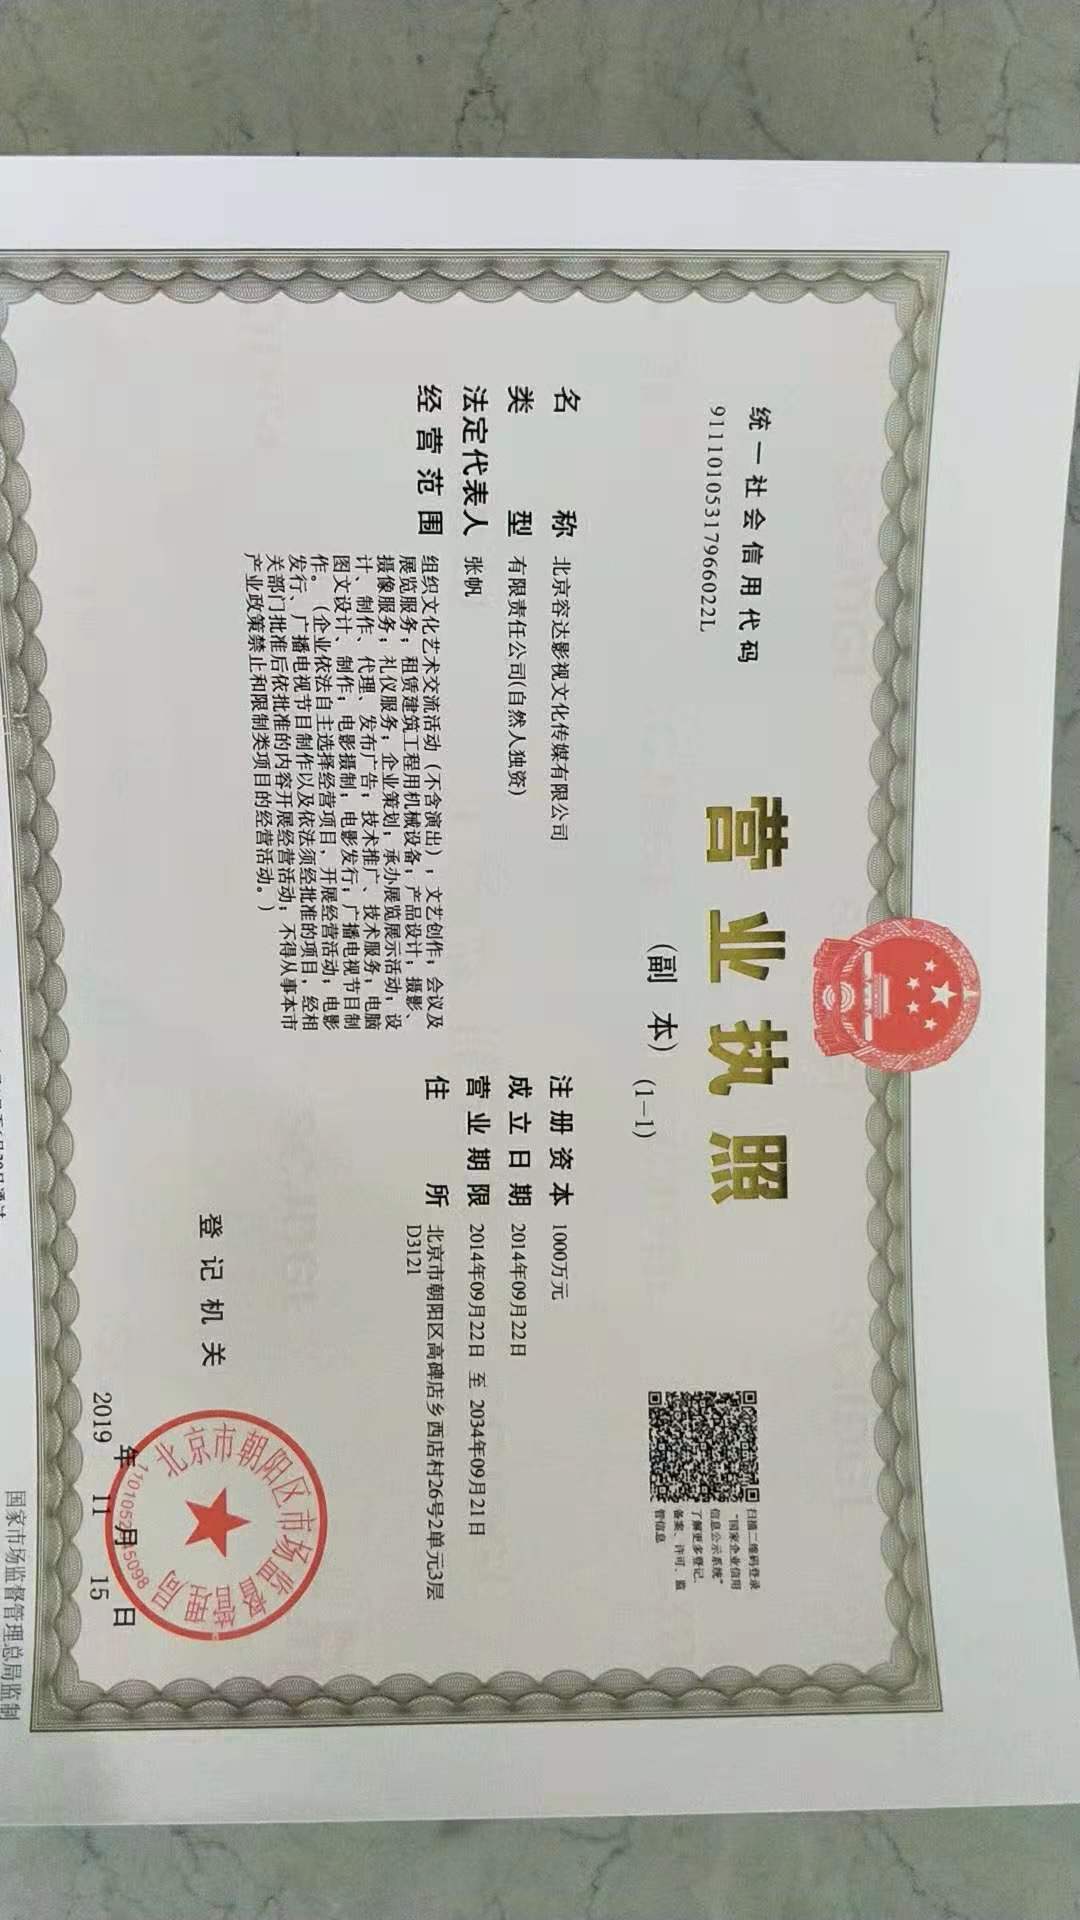 统一社会信用代码
91110105317966022L
营业执照
(副 本) (1-1)
扫描二维码登录
“国家企业信用
信息公示系统”
了解更多登记、
备案、许可、监
管信息
名 称 北京容达影视文化传媒有限公司
类 型 有限责任公司(自然人独资)
法定代表人 张帆
经营范围 组织文化艺术交流活动（不含演出）；文艺创作；会议及
展览服务；租赁建筑工程用机械设备；产品设计；摄影、
摄像服务；礼仪服务；企业策划；承办展览展示活动；设
计、制作、代理、发布广告；技术推广、技术服务；电脑
图文设计、制作；电影摄制；电影发行；广播电视节目制
作。（企业依法自主选择经营项目，开展经营活动；电影
发行、广播电视节目制作以及依法须经批准的项目，经相
关部门批准后依批准的内容开展经营活动；不得从事本市
产业政策禁止和限制类项目的经营活动。）
注册资本 1000万元
成立日期 2014年09月22日
营业期限 2014年09月22日 至 2034年09月21日
住 所 北京市朝阳区高碑店乡西店村26号2单元3层
D3121
登记机关
北京市朝阳区市场监督管理局
2019 年 11 月 15 日
国家市场监督管理总局监制